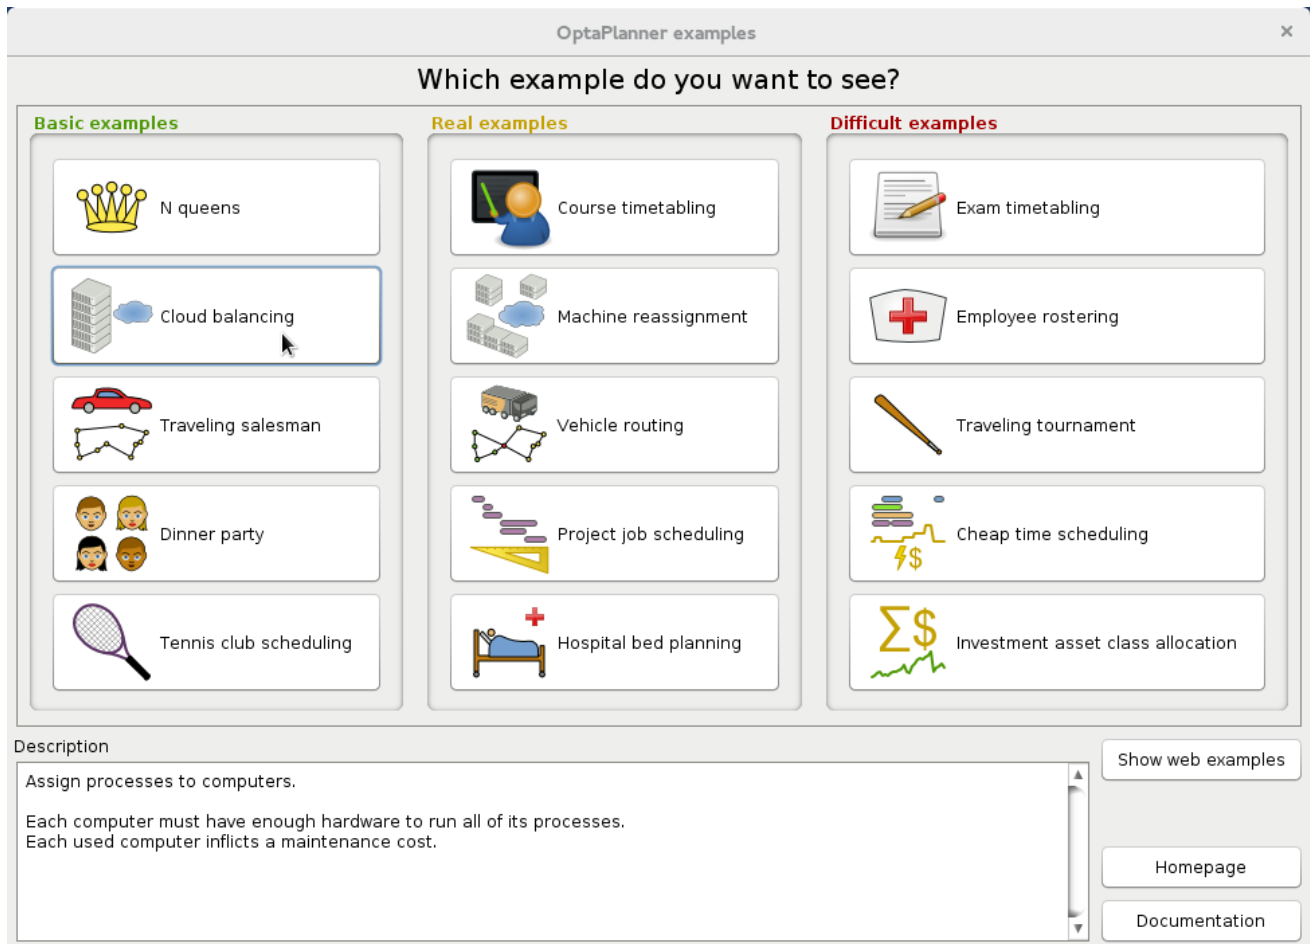 OptaPlanner examples
Which example do you want to see?
Basic examples
N queens
Cloud balancing
Traveling salesman
Dinner party
Tennis club scheduling
Real examples
Course timetabling
Machine reassignment
Vehicle routing
Project job scheduling
Hospital bed planning
Difficult examples
Exam timetabling
Employee rostering
Traveling tournament
Cheap time scheduling
Investment asset class allocation
Description
Assign processes to computers.
Each computer must have enough hardware to run all of its processes.
Each used computer inflicts a maintenance cost.
Show web examples
Homepage
Documentation